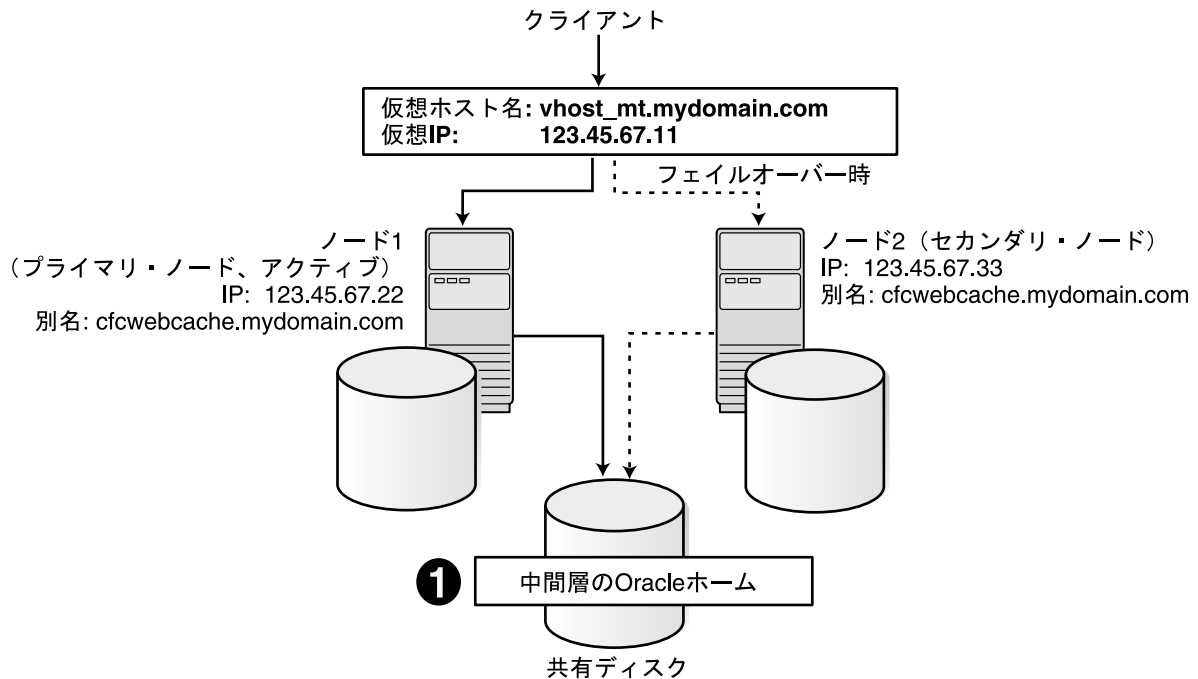 クライアント
仮想ホスト名: vhost_mt.mydomain.com
仮想IP: 123.45.67.11
フェイルオーバー時
ノード1
（プライマリ・ノード、アクティブ）
IP: 123.45.67.22
別名: cfcwebcache.mydomain.com
ノード2（セカンダリ・ノード）
IP: 123.45.67.33
別名: cfcwebcache.mydomain.com
❶ 中間層のOracleホーム
共有ディスク